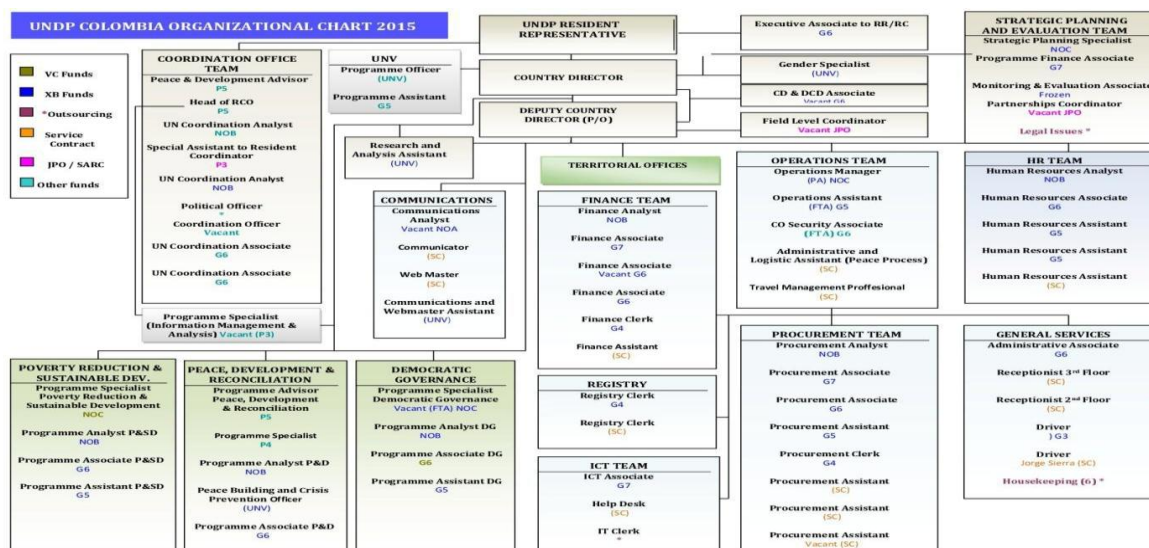 UNDP COLOMBIA ORGANIZATIONAL CHART 2015
VC Funds
XB Funds
*Outsourcing
Service
Contract
JPO / SARC
Other funds
UNDP RESIDENT
REPRESENTATIVE
COUNTRY DIRECTOR
DEPUTY COUNTRY
DIRECTOR (P/O)
Executive Associate to RR/RC
G6
Gender Specialist
(UNV)
CD & DCD Associate
Vacant G6
Field Level Coordinator
Vacant JPO
STRATEGIC PLANNING
AND EVALUATION TEAM
Strategic Planning Specialist
NOC
Programme Finance Associate
G7
Monitoring & Evaluation Associate
Frozen
Partnerships Coordinator
Vacant JPO
Legal Issues *
COORDINATION OFFICE
TEAM
Peace & Development Advisor
P5
Head of RCO
P5
UN Coordination Analyst
NOB
Special Assistant to Resident
Coordinator
P3
UN Coordination Analyst
NOB
Political Officer
*
Coordination Officer
Vacant
UN Coordination Associate
G6
UN Coordination Associate
G6
Programme Specialist
(Information Management &
Analysis) Vacant (P3)
UNV
Programme Officer
(UNV)
Programme Assistant
G5
Research and
Analysis Assistant
(UNV)
COMMUNICATIONS
Communications
Analyst
Vacant NOA
Communicator
(SC)
Web Master
(SC)
Communications and
Webmaster Assistant
(UNV)
TERRITORIAL OFFICES
FINANCE TEAM
Finance Analyst
NOB
Finance Associate
G7
Finance Associate
Vacant G6
Finance Associate
G6
Finance Clerk
G4
Finance Assistant
(SC)
REGISTRY
Registry Clerk
G4
Registry Clerk
(SC)
ICT TEAM
ICT Associate
G7
Help Desk
(SC)
IT Clerk
*
OPERATIONS TEAM
Operations Manager
(PA) NOC
Operations Assistant
(FTA) G5
CO Security Associate
(FTA) G6
Administrative and
Logistic Assistant (Peace Process)
(SC)
Travel Management Proffesional
(SC)
HR TEAM
Human Resources Analyst
NOB
Human Resources Associate
G6
Human Resources Assistant
G5
Human Resources Assistant
G5
Human Resources Assistant
(SC)
PROCUREMENT TEAM
Procurement Analyst
NOB
Procurement Associate
G7
Procurement Associate
G6
Procurement Assistant
G5
Procurement Clerk
G4
Procurement Assistant
(SC)
Procurement Assistant
(SC)
Procurement Assistant
Vacant (SC)
GENERAL SERVICES
Administrative Associate
G6
Receptionist 3rd Floor
(SC)
Receptionist 2nd Floor
(SC)
Driver
) G3
Driver
Jorge Sierra (SC)
Housekeeping (6) *
POVERTY REDUCTION &
SUSTAINABLE DEV.
Programme Specialist
Poverty Reduction &
Sustainable Development
NOC
Programme Analyst P&SD
NOB
Programme Associate P&SD
G6
Programme Assistant P&SD
G5
PEACE, DEVELOPMENT &
RECONCILIATION
Programme Advisor
Peace, Development
& Reconciliation
P5
Programme Specialist
P4
Programme Analyst P&D
NOB
Peace Building and Crisis
Prevention Officer
(UNV)
Programme Associate P&D
G6
DEMOCRATIC
GOVERNANCE
Programme Specialist
Democratic Governance
Vacant (FTA) NOC
Programme Analyst DG
NOB
Programme Associate DG
G6
Programme Assistant DG
G5